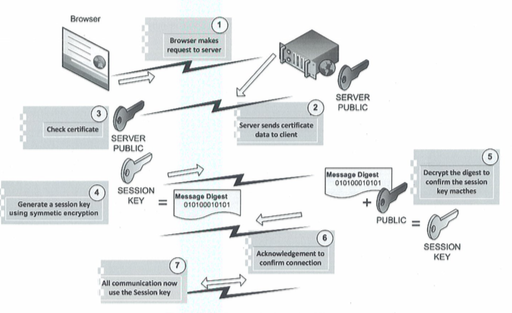 Browser
1
Browser makes
request to server
SERVER
PUBLIC
2
Server sends certificate
data to client
3
Check certificate
SERVER
PUBLIC
SESSION
KEY
4
Generate a session key
using symmetic encryption
=
Message Digest
010100010101
Message Digest
010100010101
+
PUBLIC
=
5
Decrypt the digest to
confirm the session
key macthes
SESSION
KEY
6
Acknowledgement to
confirm connection
7
All communication now
use the Session key